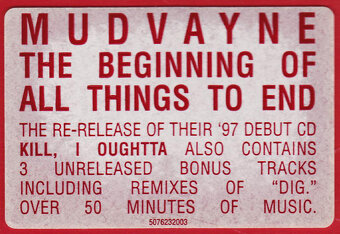 MUDVAYNE
THE BEGINNING OF
ALL THINGS TO END
THE RE-RELEASE OF THEIR '97 DEBUT CD
KILL, I OUGHTTA ALSO CONTAINS
3 UNRELEASED BONUS TRACKS
INCLUDING REMIXES OF "DIG."
OVER 50 MINUTES OF MUSIC.
5076232003